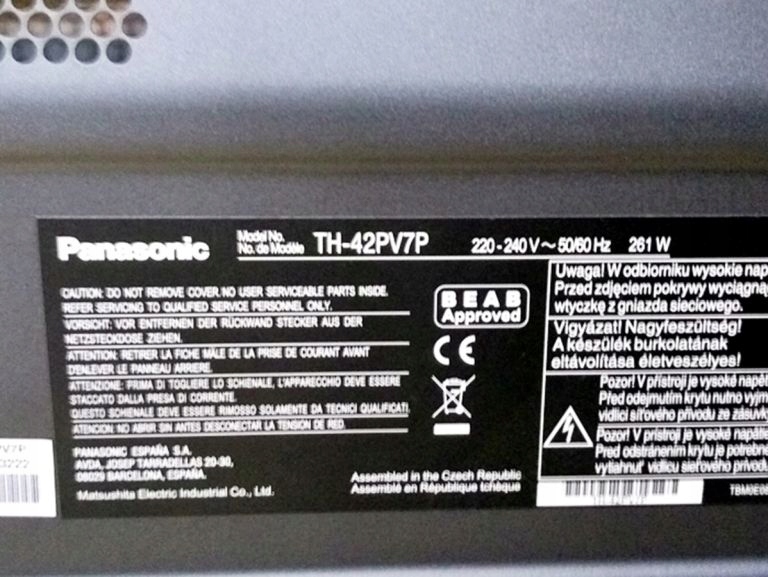 Panasonic
Model No.
No. de Modèle
TH-42PV7P
220 - 240 V ~ 50/60 Hz 261 W
CAUTION: DO NOT REMOVE COVER. NO USER SERVICEABLE PARTS INSIDE.
REFER SERVICING TO QUALIFIED SERVICE PERSONNEL ONLY.
VORSICHT: VOR ENTFERNEN DER RÜCKWAND STECKER AUS DER
NETZSTECKDOSE ZIEHEN.
ATTENTION: RETIRER LA FICHE MÂLE DE LA PRISE DE COURANT AVANT
D'ENLEVER LE PANNEAU ARRIERE.
ATTENZIONE: PRIMA DI TOGLIERE LO SCHIENALE, L'APPARECCHIO DEVE ESSERE
STACCATO DALLA PRESA DI CORRENTE.
QUESTO SCHIENALE DEVE ESSERE RIMOSSO SOLAMENTE DA TECNICI QUALIFICATI.
ATENCION: NO ABRIR SIN ANTES DESCONECTAR LA TENSION DE RED.
PANASONIC ESPAÑA S.A.
AVDA. JOSEP TARRADELLAS 20-30,
08029 BARCELONA, ESPAÑA.
Matsushita Electric Industrial Co., Ltd.
BEAB
Approved
CE
Assembled in the Czech Republic
Assemblé en République tchèque
Uwaga! W odbiorniku wysokie nap
Przed zdjęciem pokrywy wyciągną
wtyczkę z gniazda sieciowego.
Vigyázat! Nagyfeszültség!
A készülék burkolatának
eltávolítása életveszélyes!
Pozor! V přístroji je vysoké napět
Před odejmutím krytu nutno vyjm
vidlici síťového přívodu ze zásuvk
Pozor! V prístroji je vysoké napätie
Pred odstránením krytu je potrebné
vytiahnuť vidlicu sieťového prívodu
TBM0E08
V7P
3222